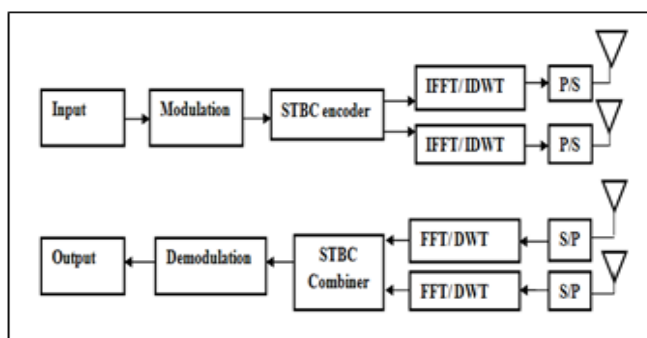 Input
Modulation
STBC encoder
IFFT/IDWT
P/S
IFFT/IDWT
P/S
Output
Demodulation
STBC
Combiner
FFT/DWT
S/P
FFT/DWT
S/P